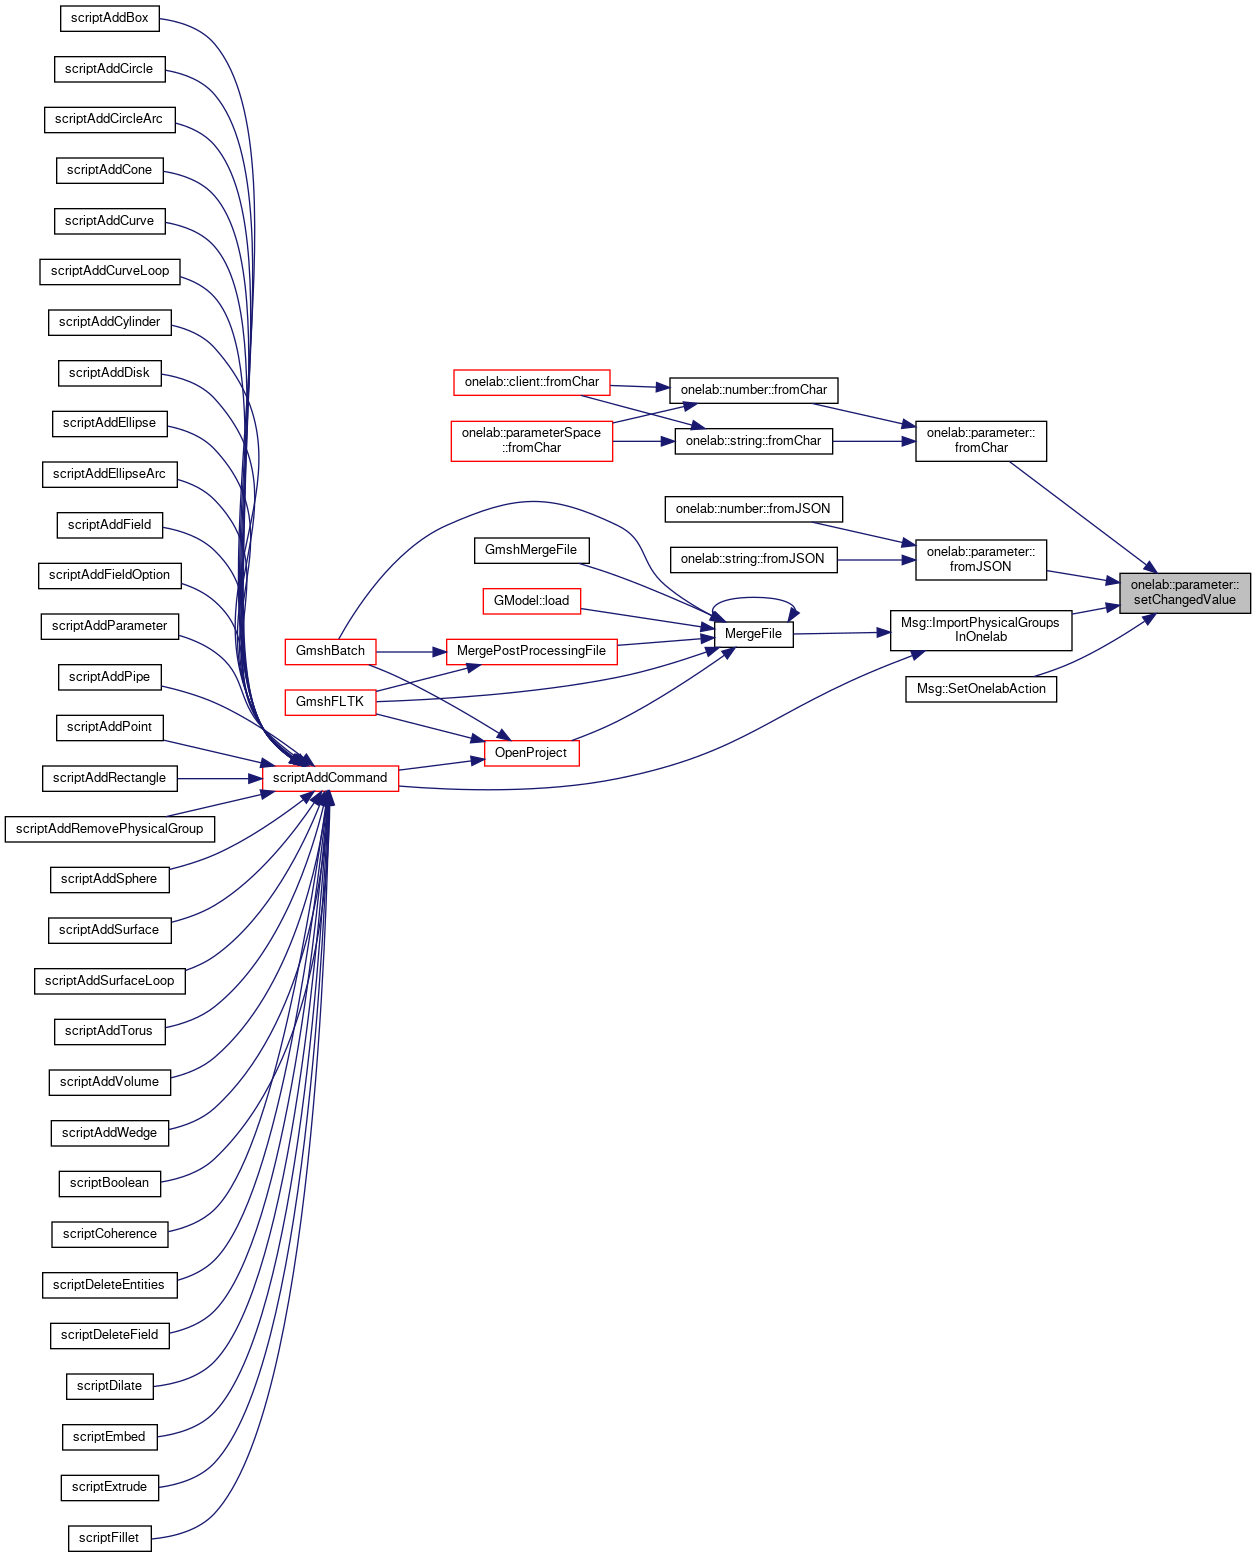 scriptAddBox
scriptAddCircle
scriptAddCircleArc
scriptAddCone
scriptAddCurve
scriptAddCurveLoop
scriptAddCylinder
scriptAddDisk
scriptAddEllipse
scriptAddEllipseArc
scriptAddField
scriptAddFieldOption
scriptAddParameter
scriptAddPipe
scriptAddPoint
scriptAddRectangle
scriptAddRemovePhysicalGroup
scriptAddSphere
scriptAddSurface
scriptAddSurfaceLoop
scriptAddTorus
scriptAddVolume
scriptAddWedge
scriptBoolean
scriptCoherence
scriptDeleteEntities
scriptDeleteField
scriptDilate
scriptEmbed
scriptExtrude
scriptFillet
scriptAddCommand
GmshBatch
GmshFLTK
onelab::client::fromChar
onelab::parameterSpace
::fromChar
GmshMergeFile
GModel::load
MergePostProcessingFile
OpenProject
onelab::number::fromChar
onelab::string::fromChar
onelab::number::fromJSON
onelab::string::fromJSON
MergeFile
onelab::parameter::
fromChar
onelab::parameter::
fromJSON
Msg::ImportPhysicalGroups
InOnelab
Msg::SetOnelabAction
onelab::parameter::
setChangedValue